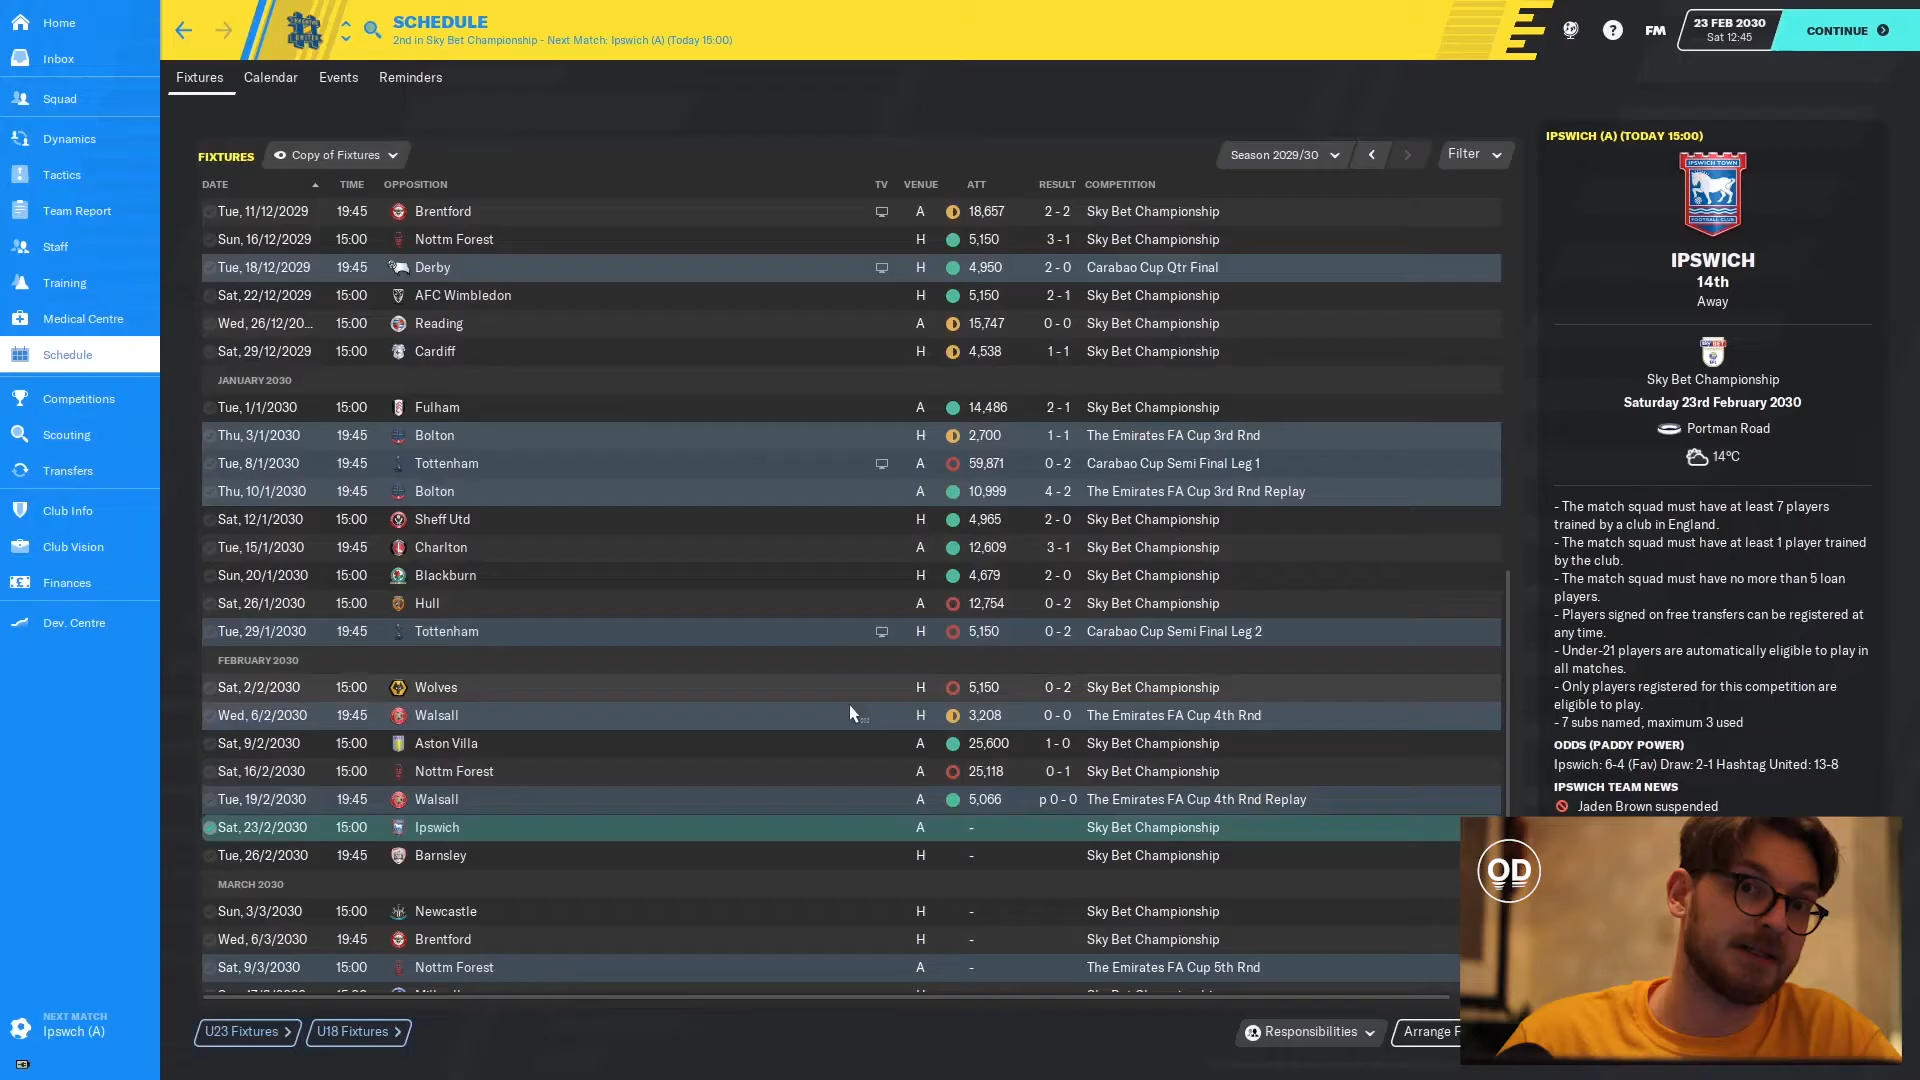 Home
Inbox
Squad
Dynamics
Tactics
Team Report
Staff
Training
Medical Centre
Schedule
Competitions
Scouting
Transfers
Club Info
Club Vision
Finances
Dev. Centre
NEXT MATCH
Ipswch (A)
SCHEDULE
2nd in Sky Bet Championship - Next Match: Ipswich (A) (Today 15:00)
FM
23 FEB 2030
Sat 12:45
CONTINUE
Fixtures Calendar Events Reminders
FIXTURES Copy of Fixtures Season 2029/30 Filter
DATE TIME OPPOSITION TV VENUE ATT RESULT COMPETITION
Tue, 11/12/2029 19:45 Brentford A 18,657 2 - 2 Sky Bet Championship
Sun, 16/12/2029 15:00 Nottm Forest H 5,150 3 - 1 Sky Bet Championship
Tue, 18/12/2029 19:45 Derby H 4,950 2 - 0 Carabao Cup Qtr Final
Sat, 22/12/2029 15:00 AFC Wimbledon H 5,150 2 - 1 Sky Bet Championship
Wed, 26/12/20... 15:00 Reading A 15,747 0 - 0 Sky Bet Championship
Sat, 29/12/2029 15:00 Cardiff H 4,538 1 - 1 Sky Bet Championship
JANUARY 2030
Tue, 1/1/2030 15:00 Fulham A 14,486 2 - 1 Sky Bet Championship
Thu, 3/1/2030 19:45 Bolton H 2,700 1 - 1 The Emirates FA Cup 3rd Rnd
Tue, 8/1/2030 19:45 Tottenham A 59,871 0 - 2 Carabao Cup Semi Final Leg 1
Thu, 10/1/2030 19:45 Bolton A 10,999 4 - 2 The Emirates FA Cup 3rd Rnd Replay
Sat, 12/1/2030 15:00 Sheff Utd H 4,965 2 - 0 Sky Bet Championship
Tue, 15/1/2030 19:45 Charlton A 12,609 3 - 1 Sky Bet Championship
Sun, 20/1/2030 15:00 Blackburn H 4,679 2 - 0 Sky Bet Championship
Sat, 26/1/2030 15:00 Hull A 12,754 0 - 2 Sky Bet Championship
Tue, 29/1/2030 19:45 Tottenham H 5,150 0 - 2 Carabao Cup Semi Final Leg 2
FEBRUARY 2030
Sat, 2/2/2030 15:00 Wolves H 5,150 0 - 2 Sky Bet Championship
Wed, 6/2/2030 19:45 Walsall H 3,208 0 - 0 The Emirates FA Cup 4th Rnd
Sat, 9/2/2030 15:00 Aston Villa A 25,600 1 - 0 Sky Bet Championship
Sat, 16/2/2030 15:00 Nottm Forest A 25,118 0 - 1 Sky Bet Championship
Tue, 19/2/2030 19:45 Walsall A 5,066 p 0 - 0 The Emirates FA Cup 4th Rnd Replay
Sat, 23/2/2030 15:00 Ipswich A - Sky Bet Championship
Tue, 26/2/2030 19:45 Barnsley H - Sky Bet Championship
MARCH 2030
Sun, 3/3/2030 15:00 Newcastle H - Sky Bet Championship
Wed, 6/3/2030 19:45 Brentford H - Sky Bet Championship
Sat, 9/3/2030 15:00 Nottm Forest A - The Emirates FA Cup 5th Rnd
U23 Fixtures U18 Fixtures Responsibilities Arrange F
IPSWICH (A) (TODAY 15:00)
IPSWICH TOWN
FOOTBALL CLUB
IPSWICH
14th
Away
SKY BET
EFL
Sky Bet Championship
Saturday 23rd February 2030
Portman Road
14°C
- The match squad must have at least 7 players
trained by a club in England.
- The match squad must have at least 1 player trained
by the club.
- The match squad must have no more than 5 loan
players.
- Players signed on free transfers can be registered at
any time.
- Under-21 players are automatically eligible to play in
all matches.
- Only players registered for this competition are
eligible to play.
- 7 subs named, maximum 3 used
ODDS (PADDY POWER)
Ipswich: 6-4 (Fav) Draw: 2-1 Hashtag United: 13-8
IPSWICH TEAM NEWS
Jaden Brown suspended
OD